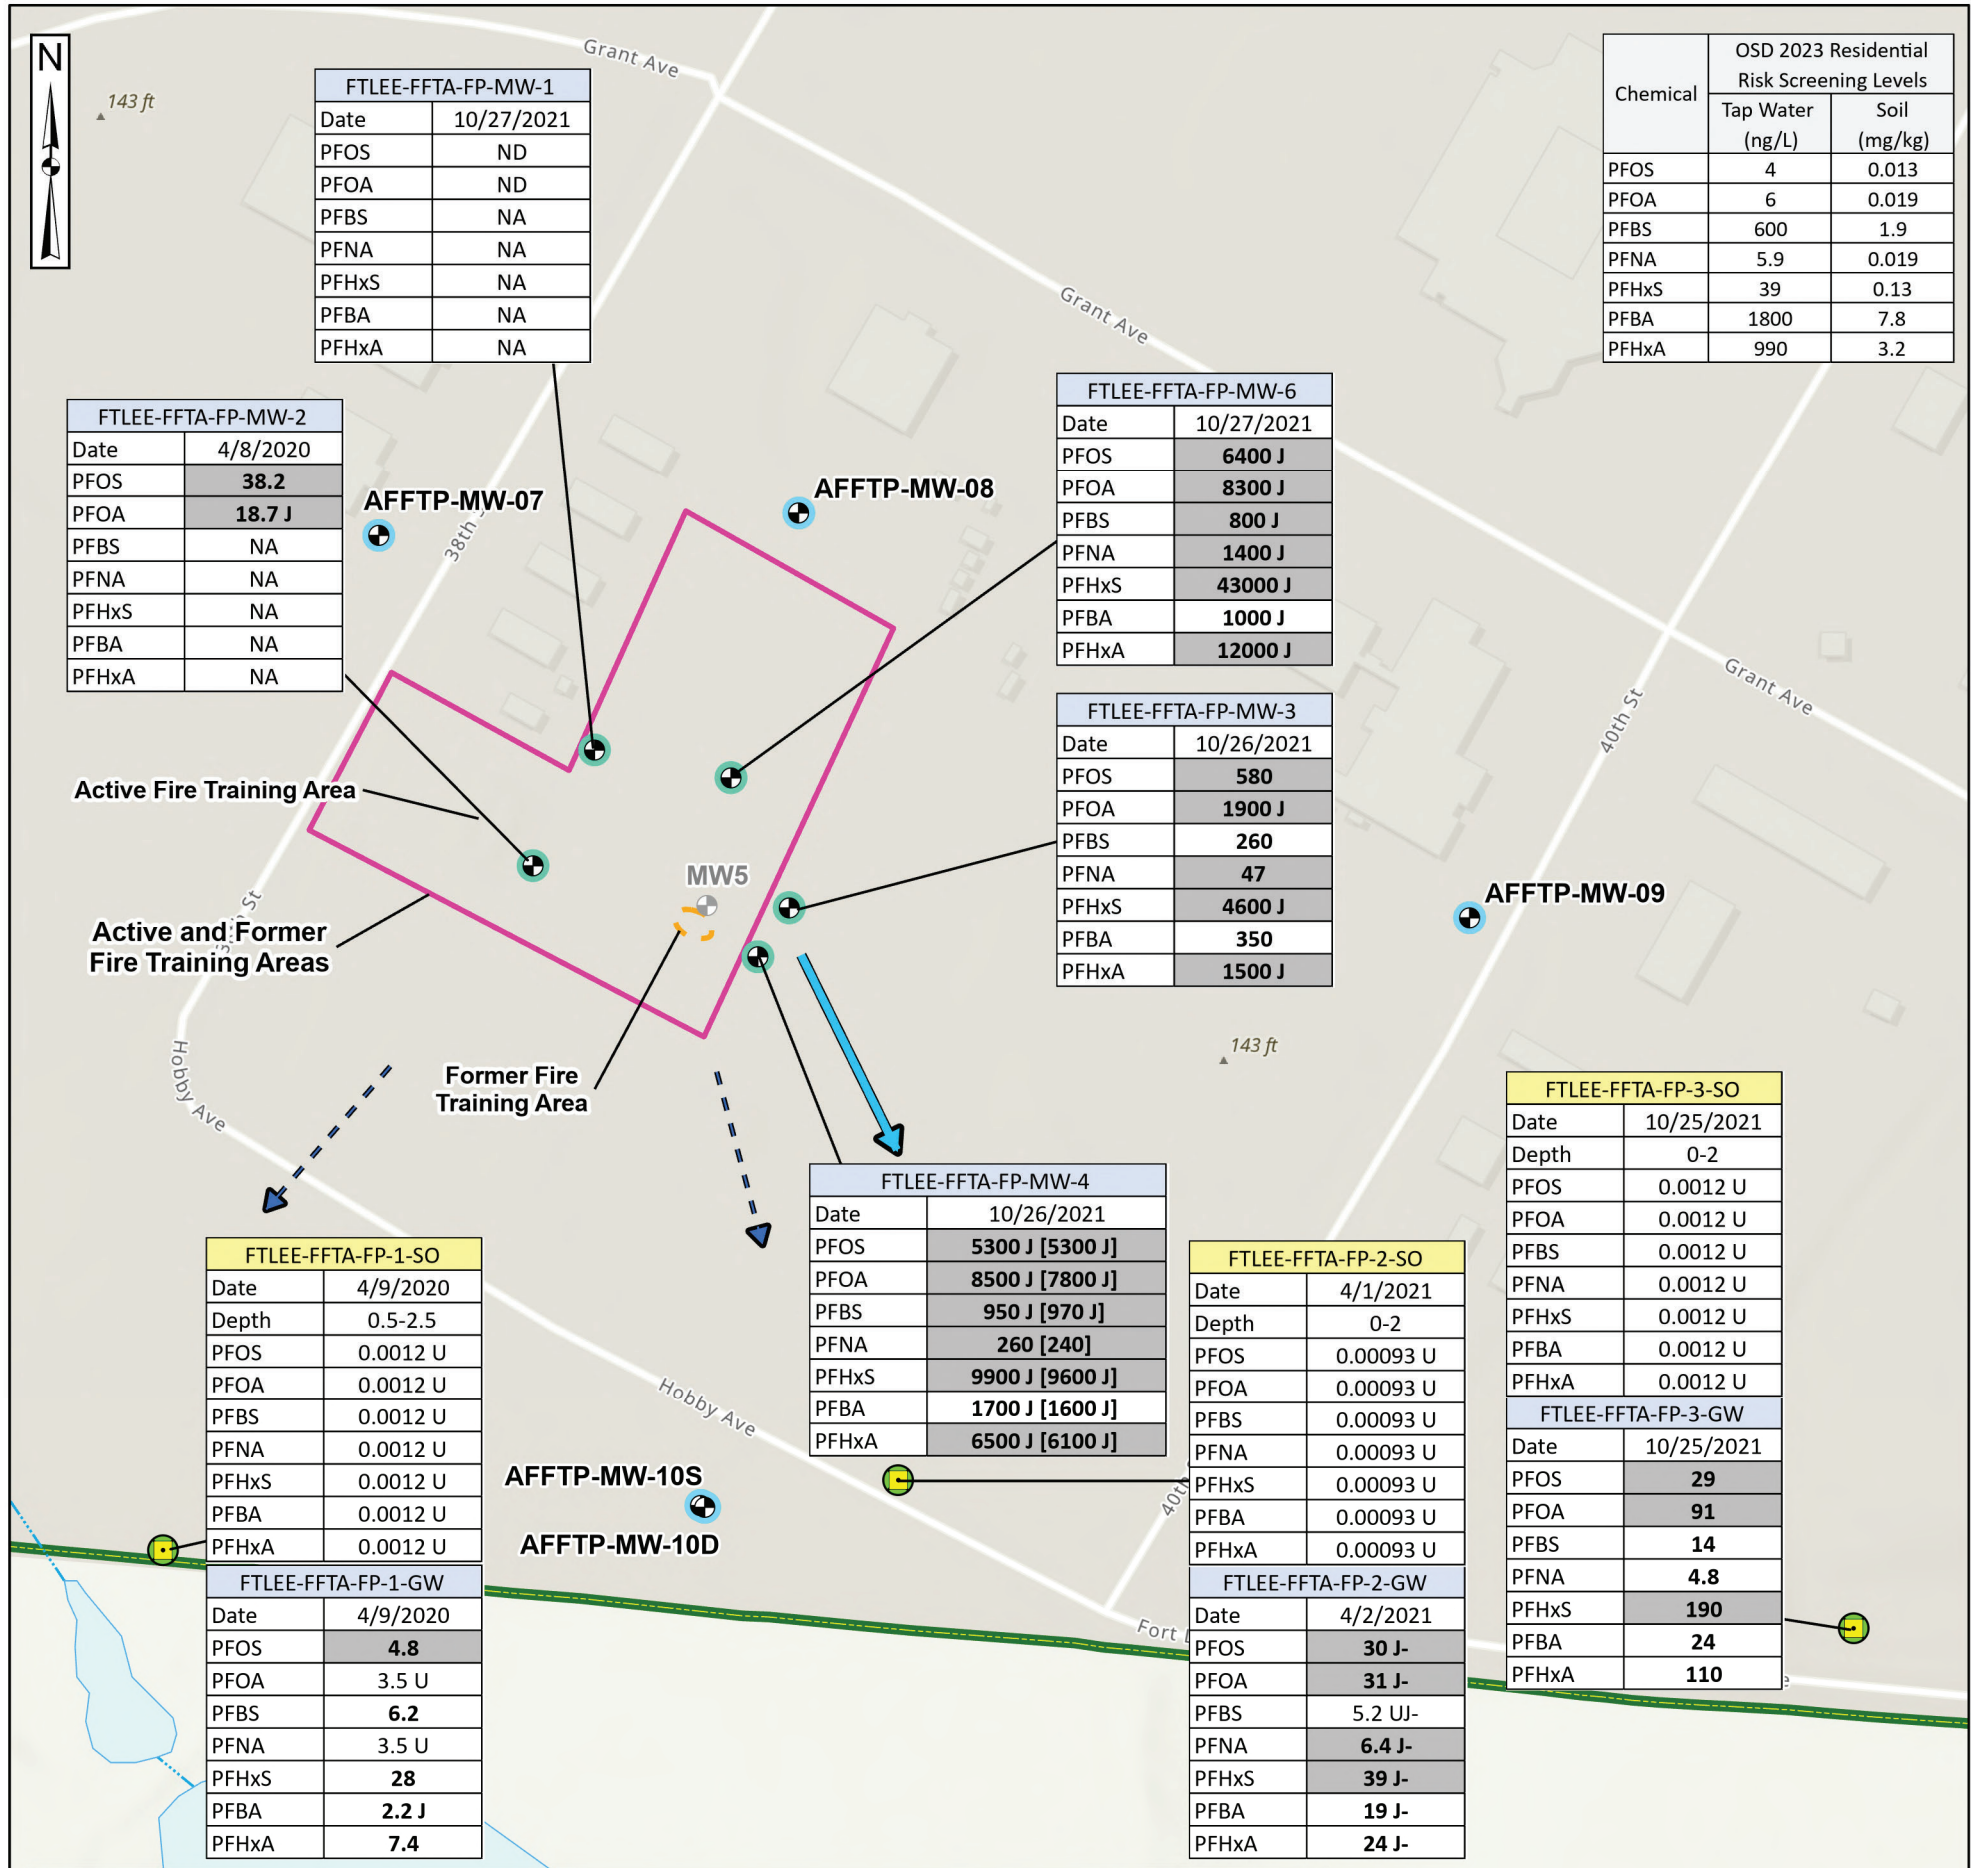 N
143 ft
Grant Ave
FTLEE-FFTA-FP-MW-1
Date 10/27/2021
PFOS ND
PFOA ND
PFBS NA
PFNA NA
PFHxS NA
PFBA NA
PFHxA NA
Chemical
OSD 2023 Residential
Risk Screening Levels
Tap Water Soil
(ng/L) (mg/kg)
PFOS 4 0.013
PFOA 6 0.019
PFBS 600 1.9
PFNA 5.9 0.019
PFHxS 39 0.13
PFBA 1800 7.8
PFHxA 990 3.2
Grant Ave
FTLEE-FFTA-FP-MW-2
Date 4/8/2020
PFOS 38.2
PFOA 18.7 J
PFBS NA
PFNA NA
PFHxS NA
PFBA NA
PFHxA NA
AFFTP-MW-07
38th
AFFTP-MW-08
FTLEE-FFTA-FP-MW-6
Date 10/27/2021
PFOS 6400 J
PFOA 8300 J
PFBS 800 J
PFNA 1400 J
PFHxS 43000 J
PFBA 1000 J
PFHxA 12000 J
Grant Ave
40th St
FTLEE-FFTA-FP-MW-3
Date 10/26/2021
PFOS 580
PFOA 1900 J
PFBS 260
PFNA 47
PFHxS 4600 J
PFBA 350
PFHxA 1500 J
Active Fire Training Area
MW5
AFFTP-MW-09
Active and Former
Fire Training Areas
St
143 ft
Hobby Ave
Former Fire
Training Area
FTLEE-FFTA-FP-MW-4
Date 10/26/2021
PFOS 5300 J [5300 J]
PFOA 8500 J [7800 J]
PFBS 950 J [970 J]
PFNA 260 [240]
PFHxS 9900 J [9600 J]
PFBA 1700 J [1600 J]
PFHxA 6500 J [6100 J]
FTLEE-FFTA-FP-3-SO
Date 10/25/2021
Depth 0-2
PFOS 0.0012 U
PFOA 0.0012 U
PFBS 0.0012 U
PFNA 0.0012 U
PFHxS 0.0012 U
PFBA 0.0012 U
PFHxA 0.0012 U
FTLEE-FFTA-FP-3-GW
Date 10/25/2021
PFOS 29
PFOA 91
PFBS 14
PFNA 4.8
PFHxS 190
PFBA 24
PFHxA 110
FTLEE-FFTA-FP-1-SO
Date 4/9/2020
Depth 0.5-2.5
PFOS 0.0012 U
PFOA 0.0012 U
PFBS 0.0012 U
PFNA 0.0012 U
PFHxS 0.0012 U
PFBA 0.0012 U
PFHxA 0.0012 U
FTLEE-FFTA-FP-1-GW
Date 4/9/2020
PFOS 4.8
PFOA 3.5 U
PFBS 6.2
PFNA 3.5 U
PFHxS 28
PFBA 2.2 J
PFHxA 7.4
Hobby Ave
AFFTP-MW-10S
AFFTP-MW-10D
40th
Fort
FTLEE-FFTA-FP-2-SO
Date 4/1/2021
Depth 0-2
PFOS 0.00093 U
PFOA 0.00093 U
PFBS 0.00093 U
PFNA 0.00093 U
PFHxS 0.00093 U
PFBA 0.00093 U
PFHxA 0.00093 U
FTLEE-FFTA-FP-2-GW
Date 4/2/2021
PFOS 30 J-
PFOA 31 J-
PFBS 5.2 UJ-
PFNA 6.4 J-
PFHxS 39 J-
PFBA 19 J-
PFHxA 24 J-